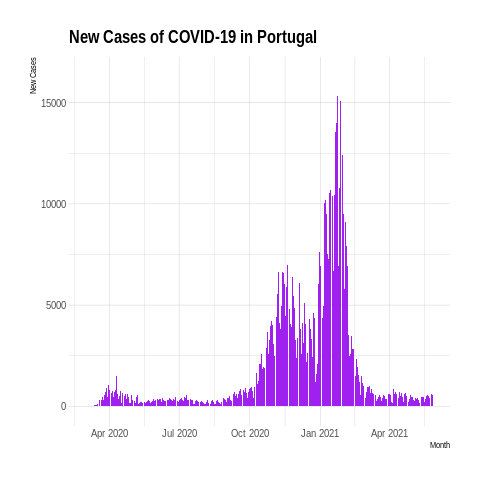 New Cases of COVID-19 in Portugal
New Cases
15000
10000
5000
0
Apr 2020 Jul 2020 Oct 2020 Jan 2021 Apr 2021
Month